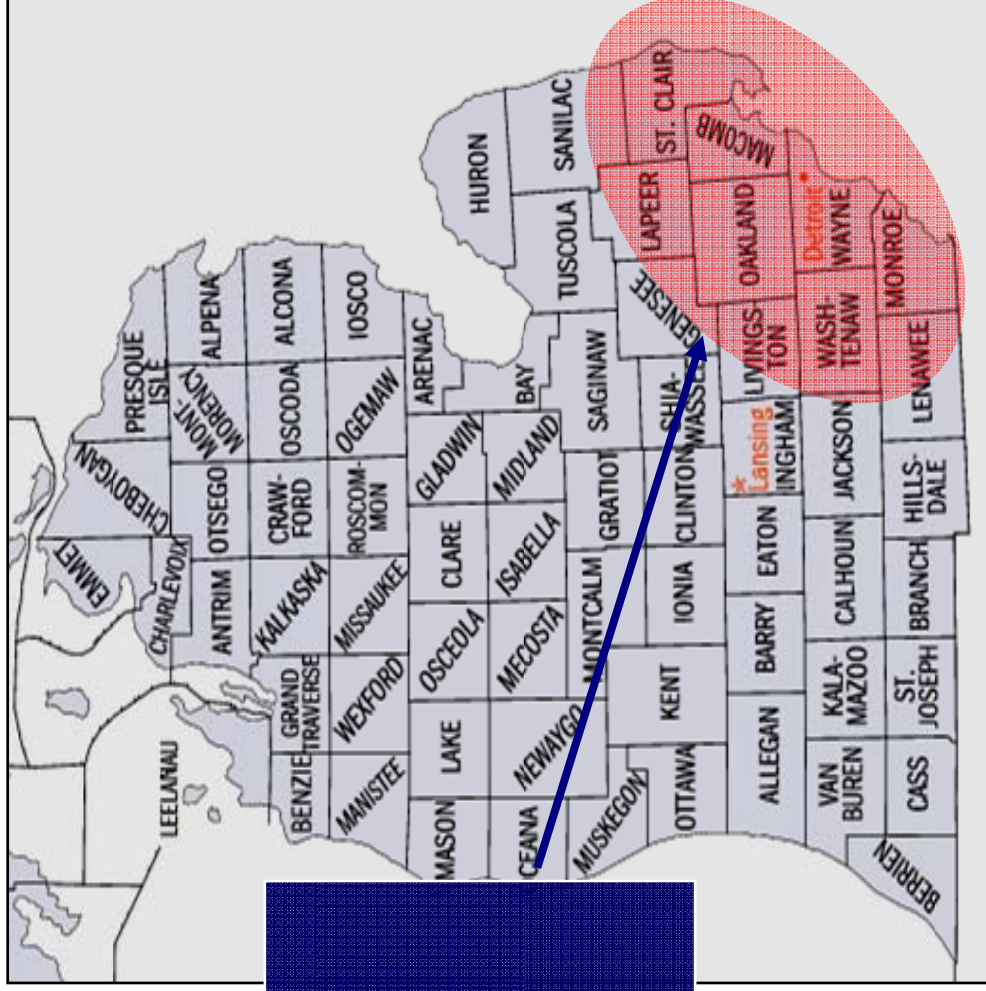 EMMET
CHEBOYGAN
PRESQUE
ISLE
CHARLEVOIX
LEELANAU
ANTRIM
OTSEGO
MONT-
MORENCY
ALPENA
BENZIE
GRAND
TRAVERSE
KALKASKA
CRAW-
FORD
OSCODA
ALCONA
MANISTEE
WEXFORD
MISSAUKEE
ROSCOM-
MON
OGEMAW
IOSCO
MASON
LAKE
OSCEOLA
CLARE
GLADWIN
ARENAC
HURON
CEANA
NEWAYGO
MECOSTA
ISABELLA
MIDLAND
BAY
TUSCOLA
SANILAC
MUSKEGON
MONTCALM
GRATIOT
SAGINAW
GENESEE
LAPEER
ST. CLAIR
OTTAWA
KENT
IONIA
CLINTON
SHIA-
WASSEE
OAKLAND
MACOMB
ALLEGAN
BARRY
EATON
*
Lansing
INGHAM
LIVINGS-
TON
VAN
BUREN
KALA-
MAZOO
CALHOUN
JACKSON
WASH-
TENAW
Detroit
WAYNE
BERRIEN
CASS
ST.
JOSEPH
BRANCH
HILLS-
DALE
LENAWEE
MONROE